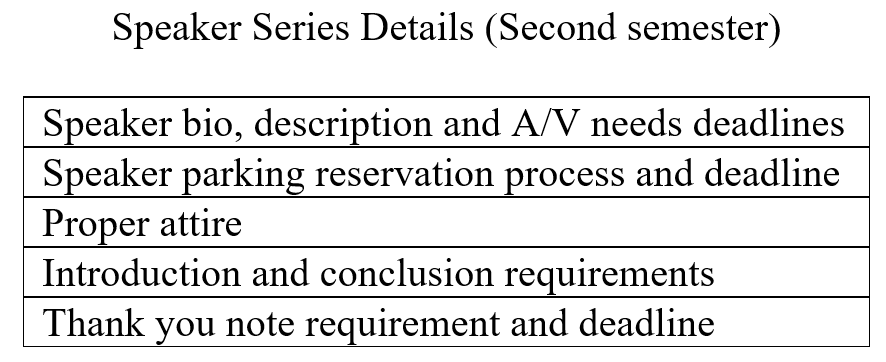 Speaker Series Details (Second semester)
Speaker bio, description and A/V needs deadlines
Speaker parking reservation process and deadline
Proper attire
Introduction and conclusion requirements
Thank you note requirement and deadline